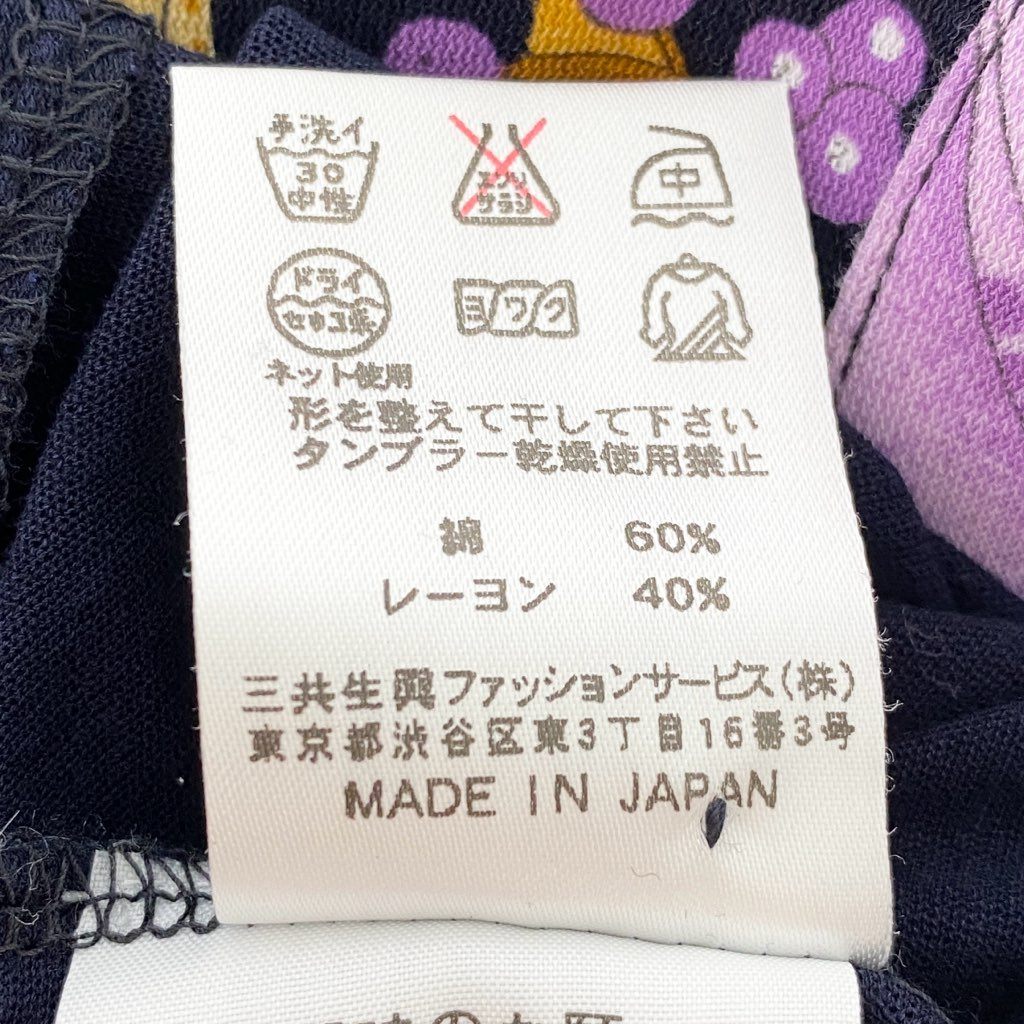 手洗イ
30
中性
エンソ
サラシ
中
ドライ
セキユ系
ヨワク
ネット使用
形を整えて干して下さい
タンブラー乾燥使用禁止
綿 60%
レーヨン 40%
三共生興ファッションサービス(株)
東京都渋谷区東3丁目16番3号
MADE IN JAPAN